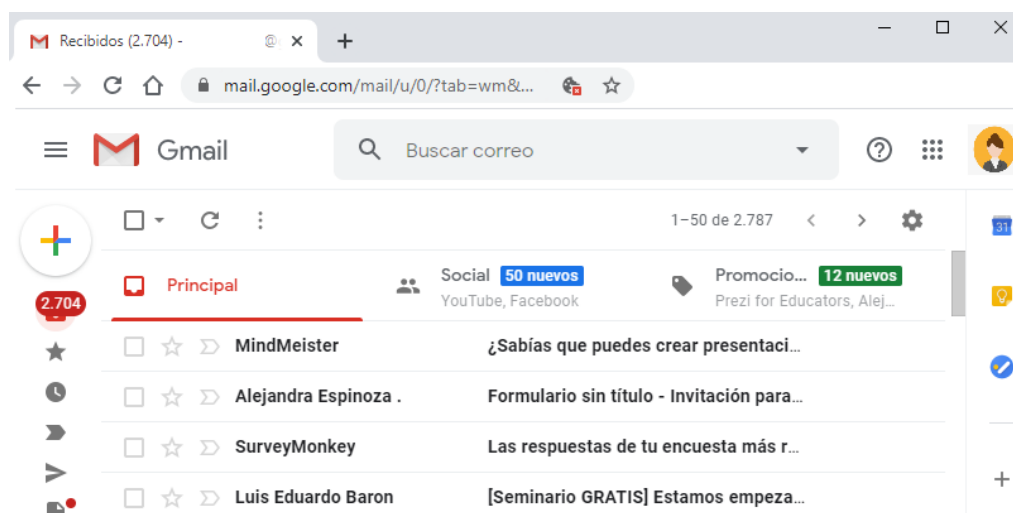 Recibidos (2.704) - @
mail.google.com/mail/u/0/?tab=wm&...
Gmail
Buscar correo
1–50 de 2.787
31
Principal
Social 50 nuevos
YouTube, Facebook
Promocio... 12 nuevos
Prezi for Educators, Alej...
2.704
MindMeister ¿Sabías que puedes crear presentaci...
Alejandra Espinoza . Formulario sin título - Invitación para...
SurveyMonkey Las respuestas de tu encuesta más r...
Luis Eduardo Baron [Seminario GRATIS] Estamos empeza...